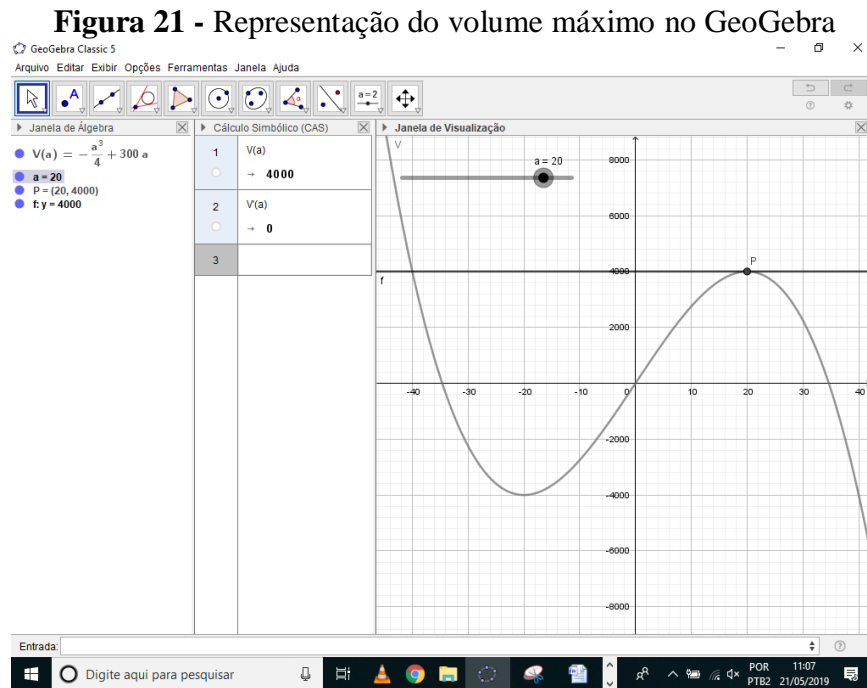 Figura 21 - Representação do volume máximo no GeoGebra
GeoGebra Classic 5
Arquivo Editar Exibir Opções Ferramentas Janela Ajuda
A
α
a=2
Janela de Álgebra
Cálculo Simbólico (CAS)
Janela de Visualização
V(a) = −a³/4 + 300 a
a = 20
P = (20, 4000)
f: y = 4000
1
V(a)
→ 4000
2
V'(a)
→ 0
3
V
a = 20
8000
6000
P
4000
f
2000
-40 -30 -20 -10 0 10 20 30 40
-2000
-4000
-6000
-8000
Entrada:
Digite aqui para pesquisar
POR 11:07
PTB2 21/05/2019